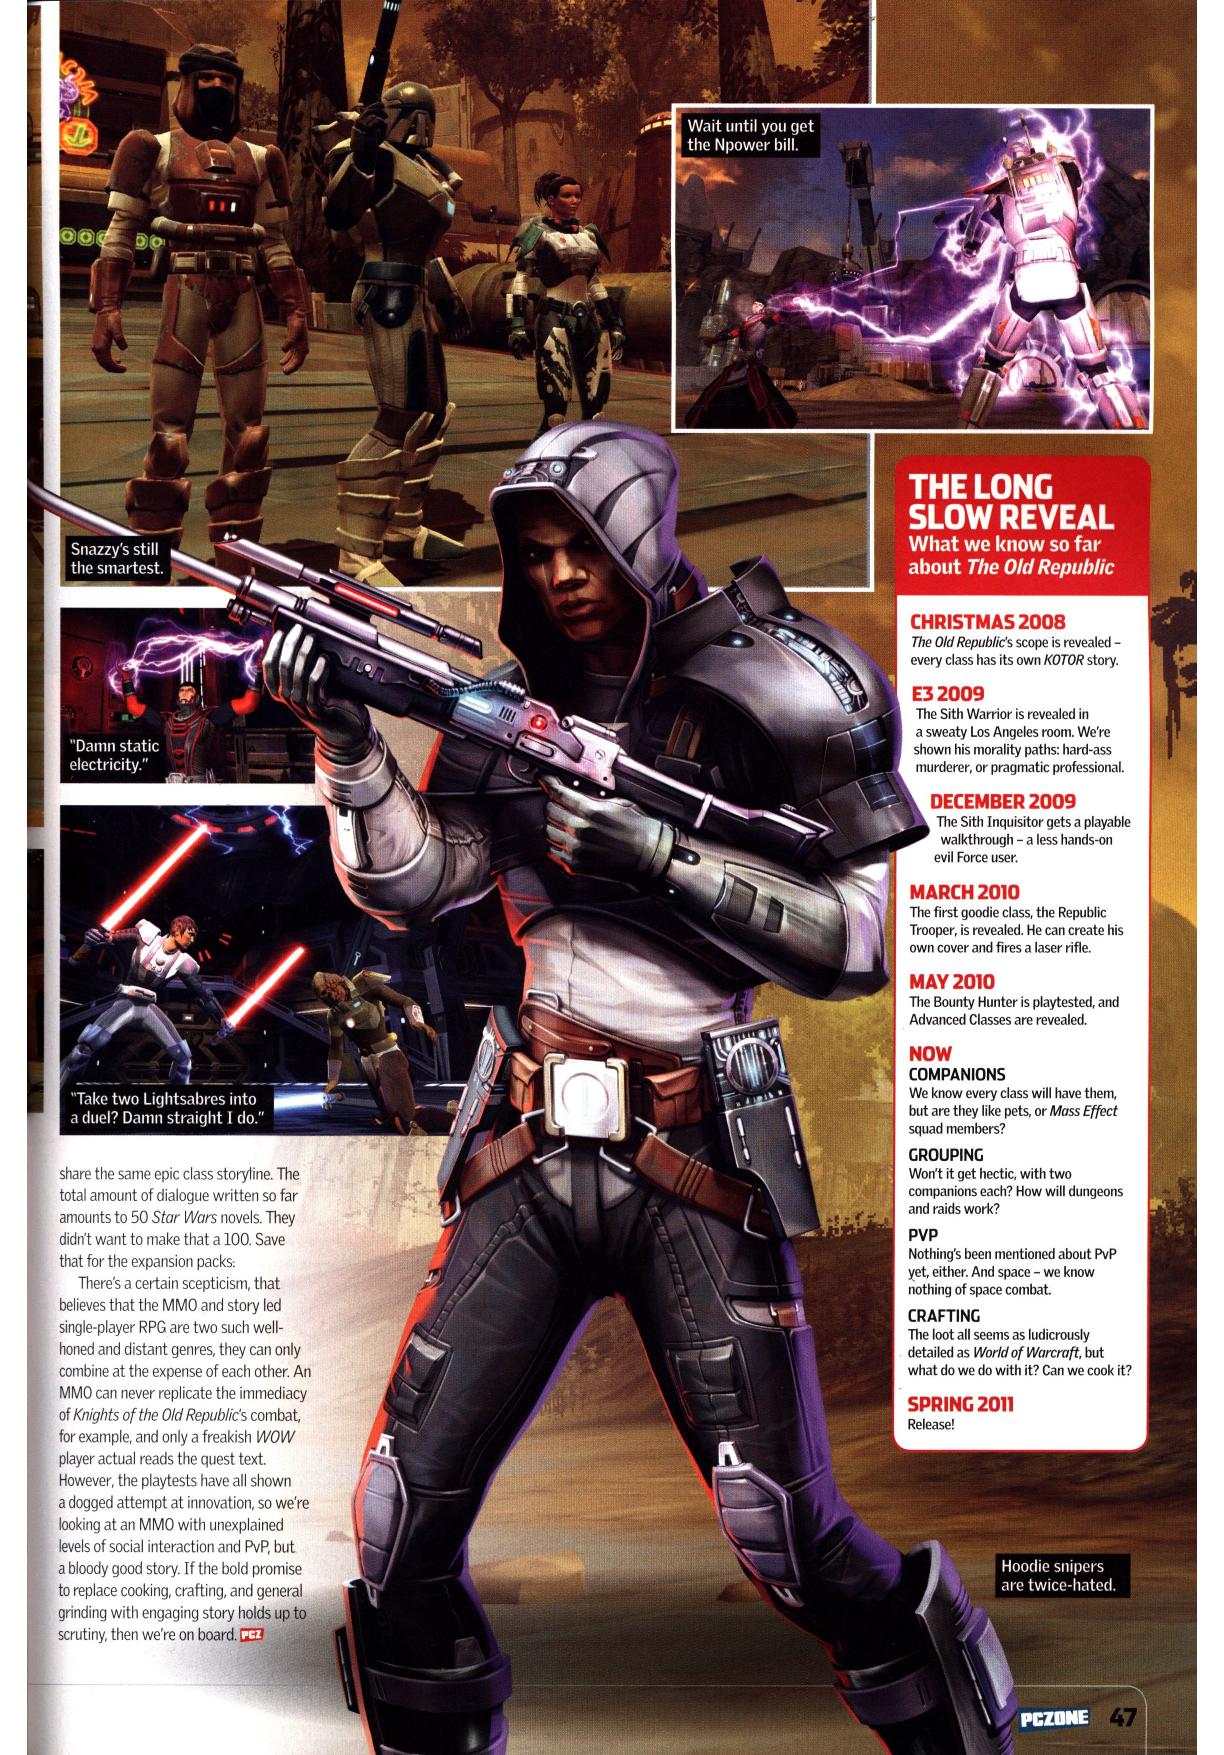 Wait until you get
the Npower bill.
Snazzy's still
the smartest.
"Damn static
electricity."
"Take two Lightsabres into
a duel? Damn straight I do."
share the same epic class storyline. The
total amount of dialogue written so far
amounts to 50 Star Wars novels. They
didn't want to make that a 100. Save
that for the expansion packs.
There's a certain scepticism, that
believes that the MMO and story led
single-player RPG are two such well-
honed and distant genres, they can only
combine at the expense of each other. An
MMO can never replicate the immediacy
of Knights of the Old Republic's combat,
for example, and only a freakish WOW
player actual reads the quest text.
However, the playtests have all shown
a dogged attempt at innovation, so we're
looking at an MMO with unexplained
levels of social interaction and PvP, but
a bloody good story. If the bold promise
to replace cooking, crafting, and general
grinding with engaging story holds up to
scrutiny, then we're on board. PCZ
THE LONG
SLOW REVEAL
What we know so far
about The Old Republic
CHRISTMAS 2008
The Old Republic's scope is revealed –
every class has its own KOTOR story.
E3 2009
The Sith Warrior is revealed in
a sweaty Los Angeles room. We're
shown his morality paths: hard-ass
murderer, or pragmatic professional.
DECEMBER 2009
The Sith Inquisitor gets a playable
walkthrough – a less hands-on
evil Force user.
MARCH 2010
The first goodie class, the Republic
Trooper, is revealed. He can create his
own cover and fires a laser rifle.
MAY 2010
The Bounty Hunter is playtested, and
Advanced Classes are revealed.
NOW
COMPANIONS
We know every class will have them,
but are they like pets, or Mass Effect
squad members?
GROUPING
Won't it get hectic, with two
companions each? How will dungeons
and raids work?
PVP
Nothing's been mentioned about PvP
yet, either. And space – we know
nothing of space combat.
CRAFTING
The loot all seems as ludicrously
detailed as World of Warcraft, but
what do we do with it? Can we cook it?
SPRING 2011
Release!
Hoodie snipers
are twice-hated.
PCZONE 47